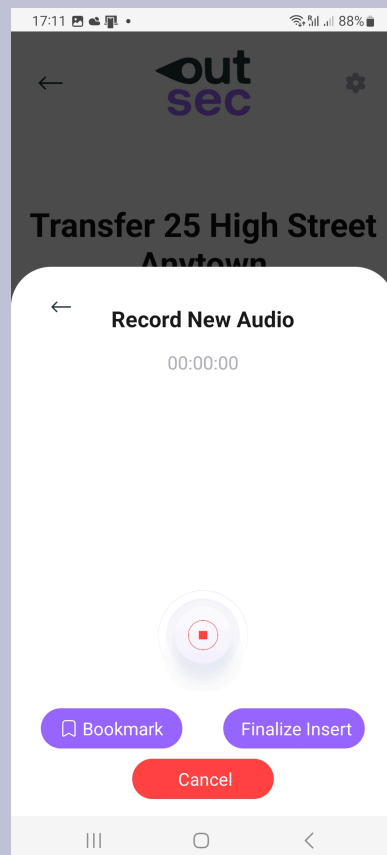 17:11
88%
out
sec
Transfer 25 High Street
Anytown
Record New Audio
00:00:00
Bookmark
Finalize Insert
Cancel